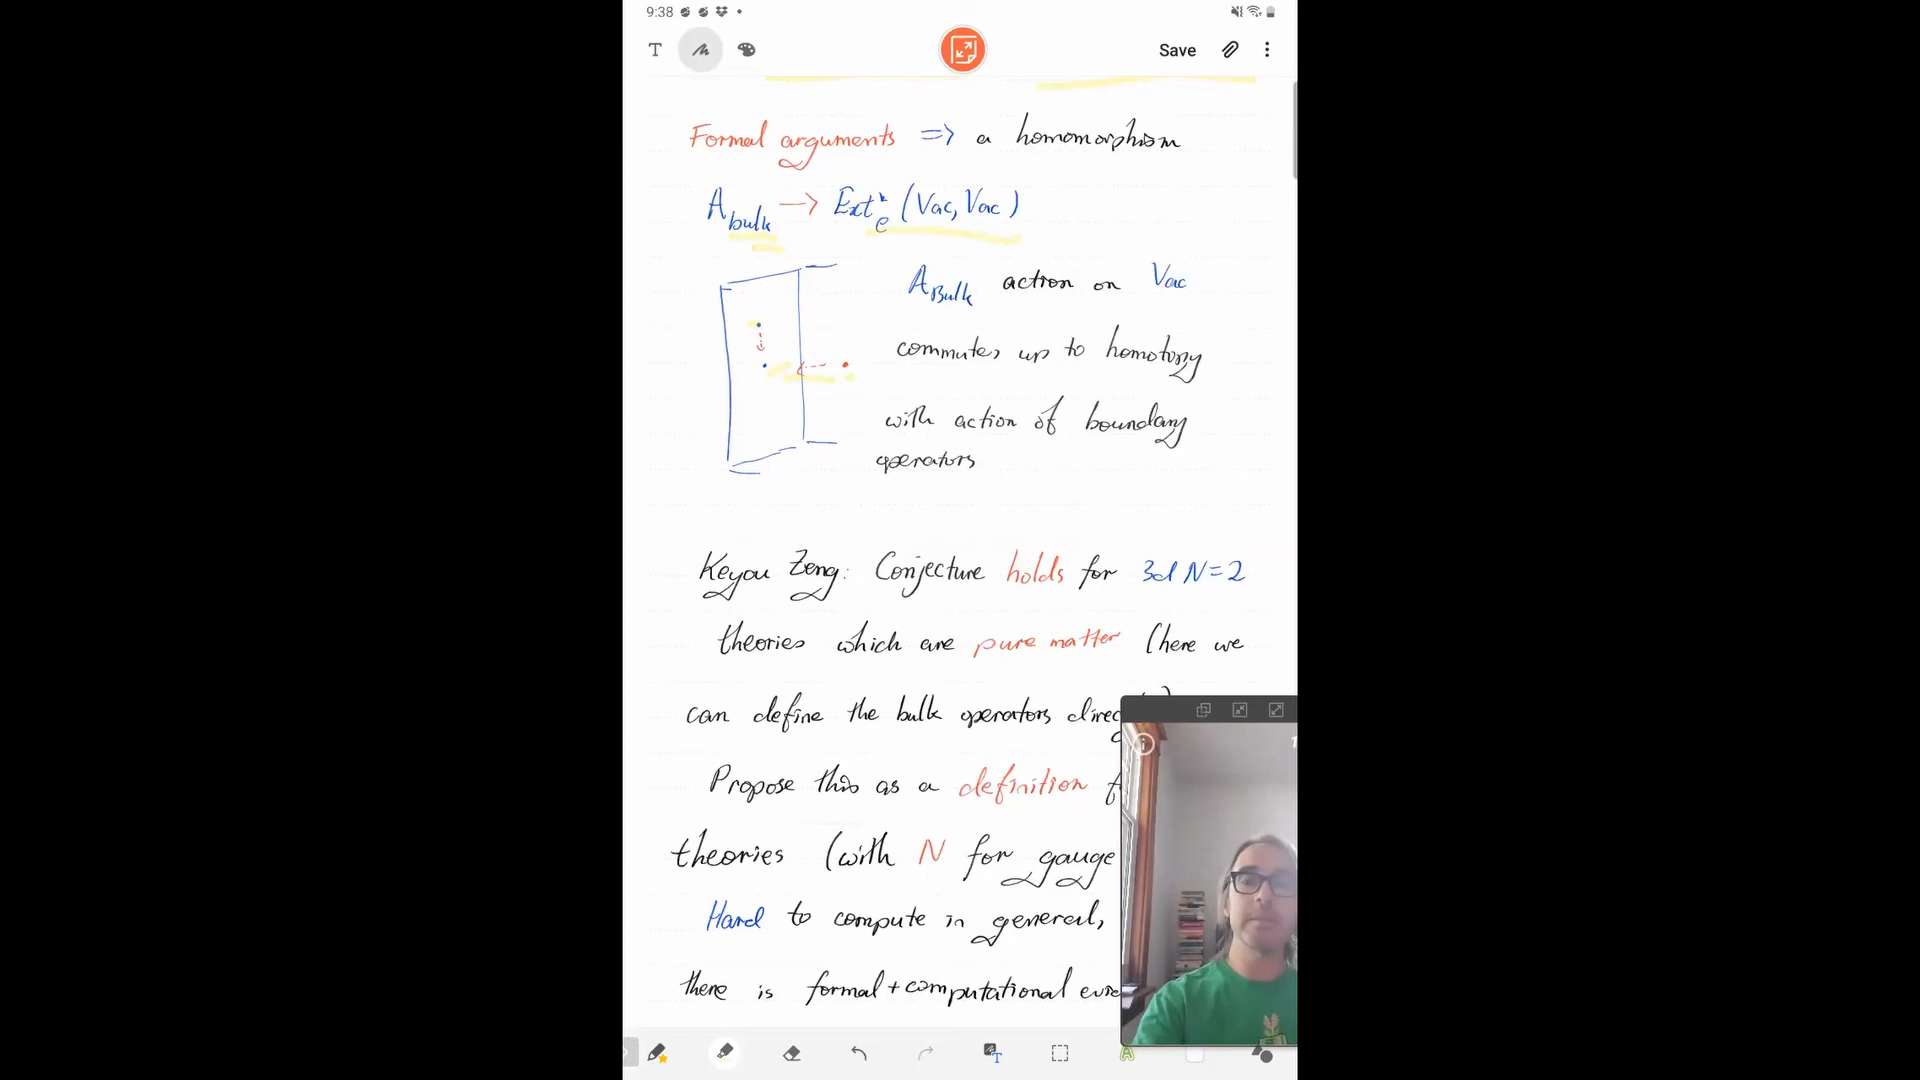 9:38
T
Save
Formal arguments => a homomorphism
A bulk → Ext*_C (Vac, Vac)
A Bulk action on Vac
commutes up to homotopy
with action of boundary
operators
Keyou Zeng: Conjecture holds for 3d N=2
theories which are pure matter (here we
can define the bulk operators direc
Propose this as a definition f
theories (with N for gauge
Hard to compute in general,
there is formal + computational evi